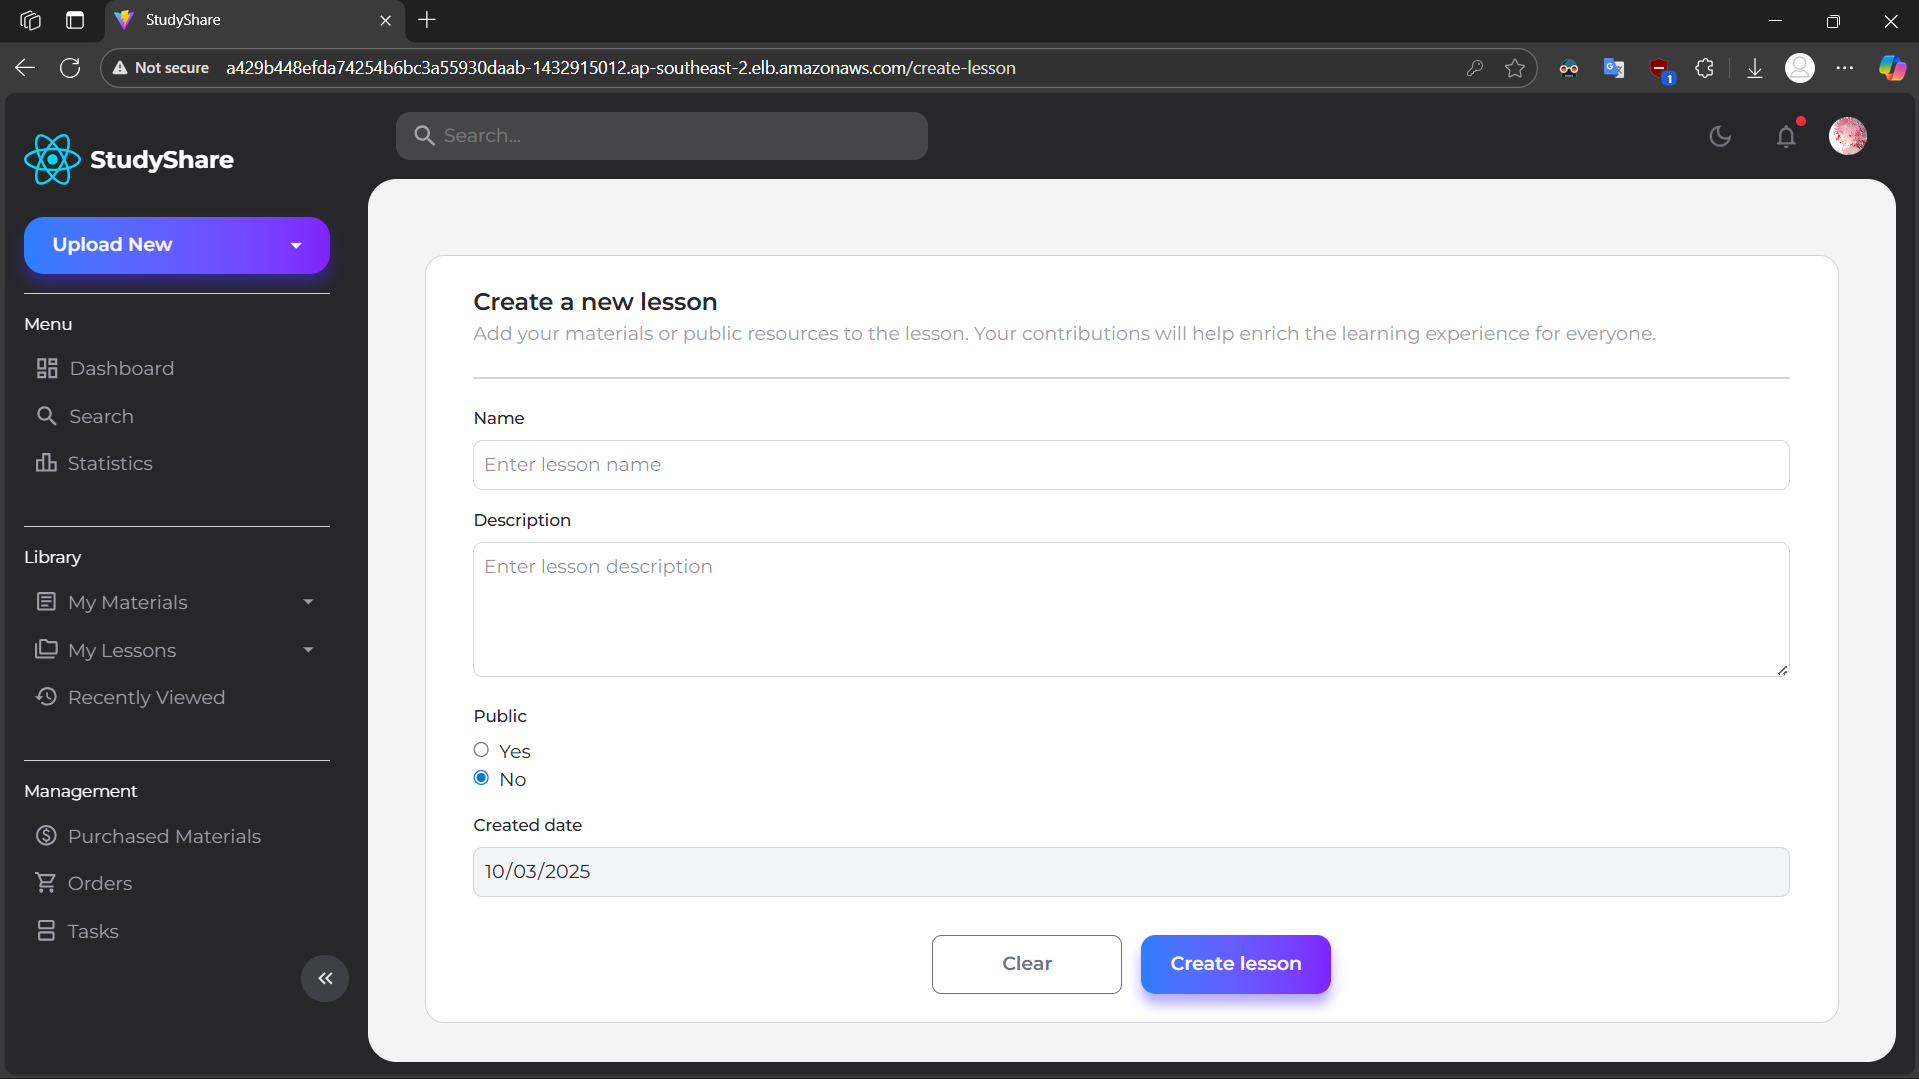 StudyShare
Not secure a429b448efda74254b6bc3a55930daab-1432915012.ap-southeast-2.elb.amazonaws.com/create-lesson
1
StudyShare
Search...
Upload New
Menu
Dashboard
Search
Statistics
Library
My Materials
My Lessons
Recently Viewed
Management
Purchased Materials
Orders
Tasks
Create a new lesson
Add your materials or public resources to the lesson. Your contributions will help enrich the learning experience for everyone.
Name
Enter lesson name
Description
Enter lesson description
Public
Yes
No
Created date
10/03/2025
Clear
Create lesson